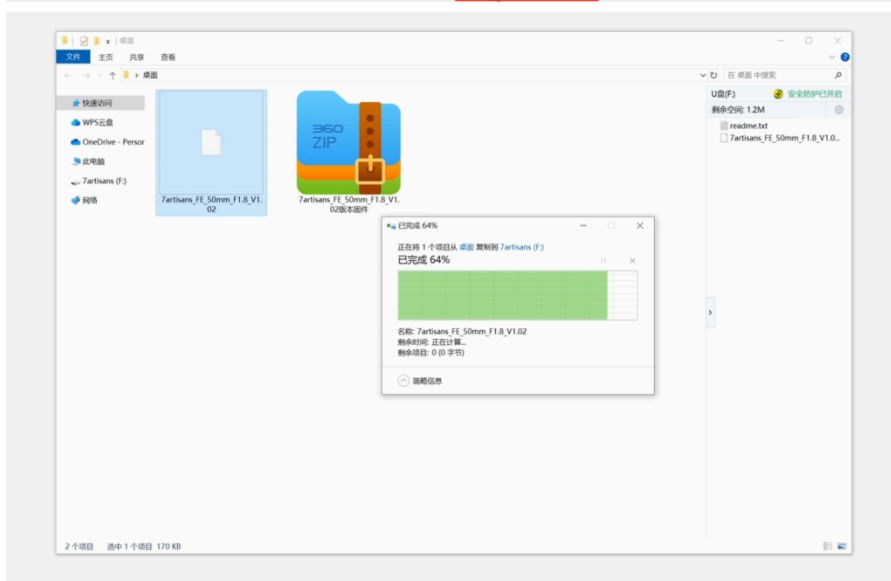 桌面
文件 主页 共享 查看
桌面
在 桌面 中搜索
快速访问
WPS云盘
OneDrive - Persor
此电脑
7artisans (F:)
网络
7artisans_FE_50mm_F1.8_V1.
02
360
ZIP
7artisans_FE_50mm_F1.8_V1.
02版本固件
U盘(F:) 安全防护已开启
剩余空间: 1.2M
readme.txt
7artisans_FE_50mm_F1.8_V1.0...
已完成 64%
正在将 1 个项目从 桌面 复制到 7artisans (F:)
已完成 64%
名称: 7artisans_FE_50mm_F1.8_V1.02
剩余时间: 正在计算...
剩余项目: 0 (0 字节)
简略信息
2 个项目 选中 1 个项目 170 KB